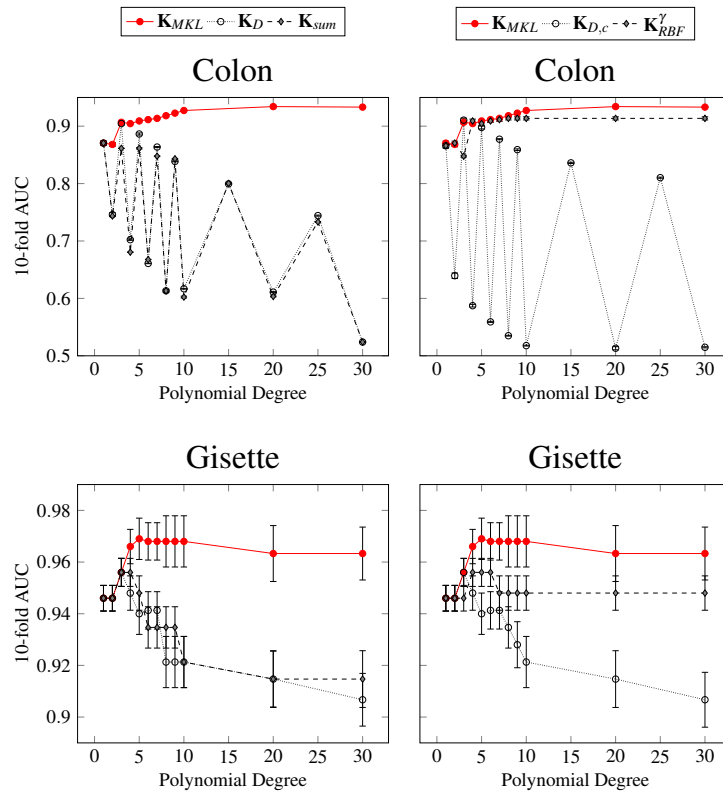 K_MKL K_D K_sum
K_MKL K_D,c K^γ_RBF
Colon
Colon
10-fold AUC
0.9
0.8
0.7
0.6
0.5
0 5 10 15 20 25 30
Polynomial Degree
0 5 10 15 20 25 30
Polynomial Degree
Gisette
Gisette
10-fold AUC
0.98
0.96
0.94
0.92
0.9
0 5 10 15 20 25 30
Polynomial Degree
0 5 10 15 20 25 30
Polynomial Degree